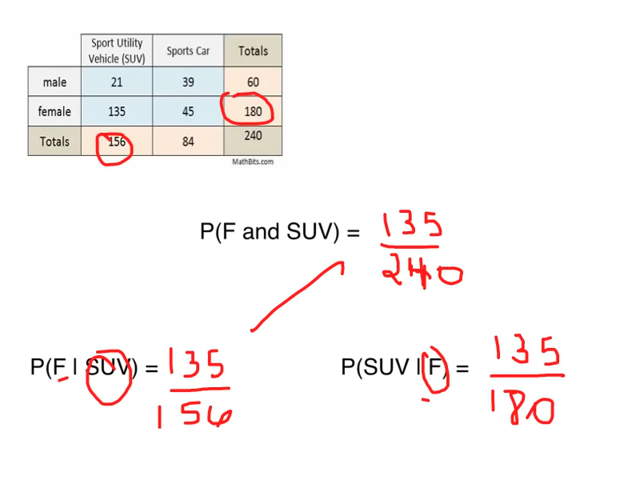 Sport Utility Vehicle (SUV) Sports Car Totals
male 21 39 60
female 135 45 180
Totals 156 84 240
MathBits.com
P(F and SUV) = 135/240
P(F | SUV) = 135/156
P(SUV | F) = 135/180